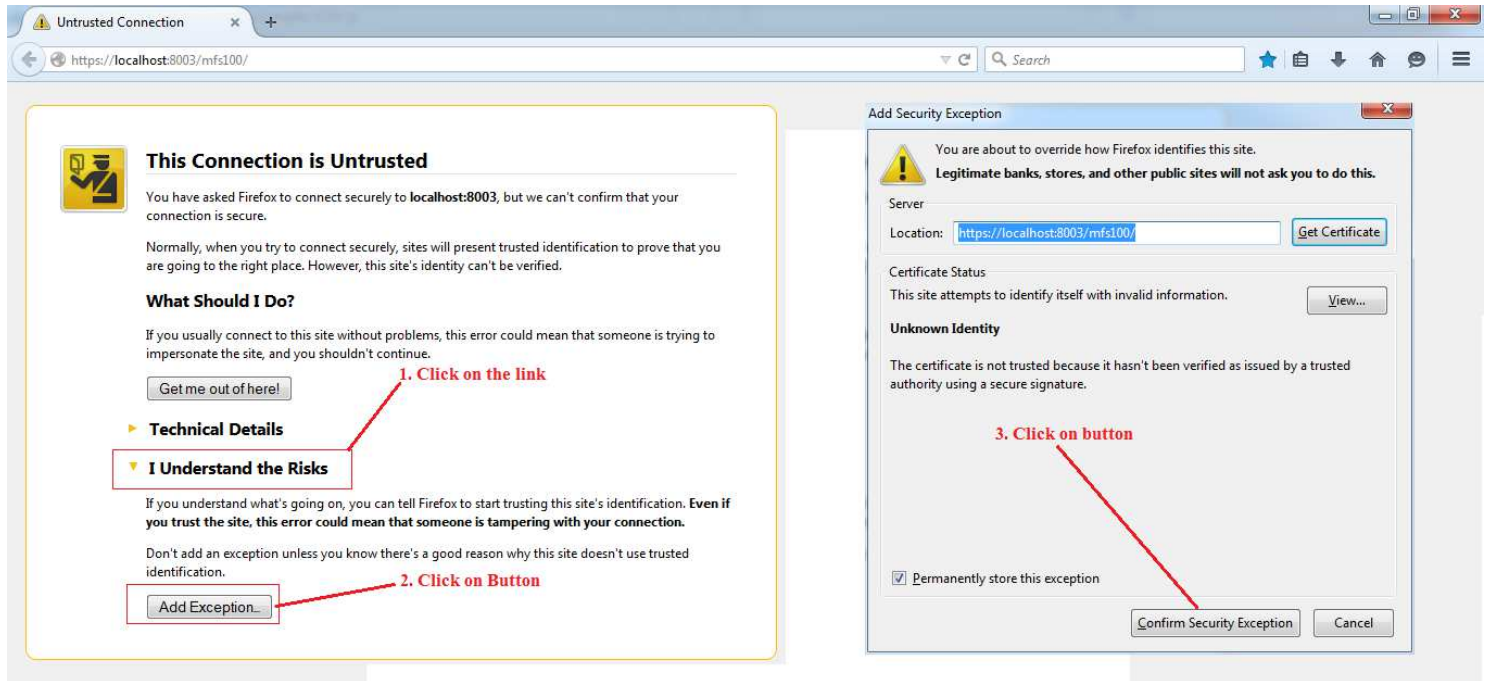 Untrusted Connection × +
https://localhost:8003/mfs100/
Search
This Connection is Untrusted
You have asked Firefox to connect securely to localhost:8003, but we can't confirm that your
connection is secure.
Normally, when you try to connect securely, sites will present trusted identification to prove that you
are going to the right place. However, this site's identity can't be verified.
What Should I Do?
If you usually connect to this site without problems, this error could mean that someone is trying to
impersonate the site, and you shouldn't continue.
1. Click on the link
Get me out of here!
Technical Details
I Understand the Risks
If you understand what's going on, you can tell Firefox to start trusting this site's identification. Even if
you trust the site, this error could mean that someone is tampering with your connection.
Don't add an exception unless you know there's a good reason why this site doesn't use trusted
identification.
2. Click on Button
Add Exception...
Add Security Exception
You are about to override how Firefox identifies this site.
Legitimate banks, stores, and other public sites will not ask you to do this.
Server
Location: https://localhost:8003/mfs100/ Get Certificate
Certificate Status
This site attempts to identify itself with invalid information.
View...
Unknown Identity
The certificate is not trusted because it hasn't been verified as issued by a trusted
authority using a secure signature.
3. Click on button
Permanently store this exception
Confirm Security Exception Cancel